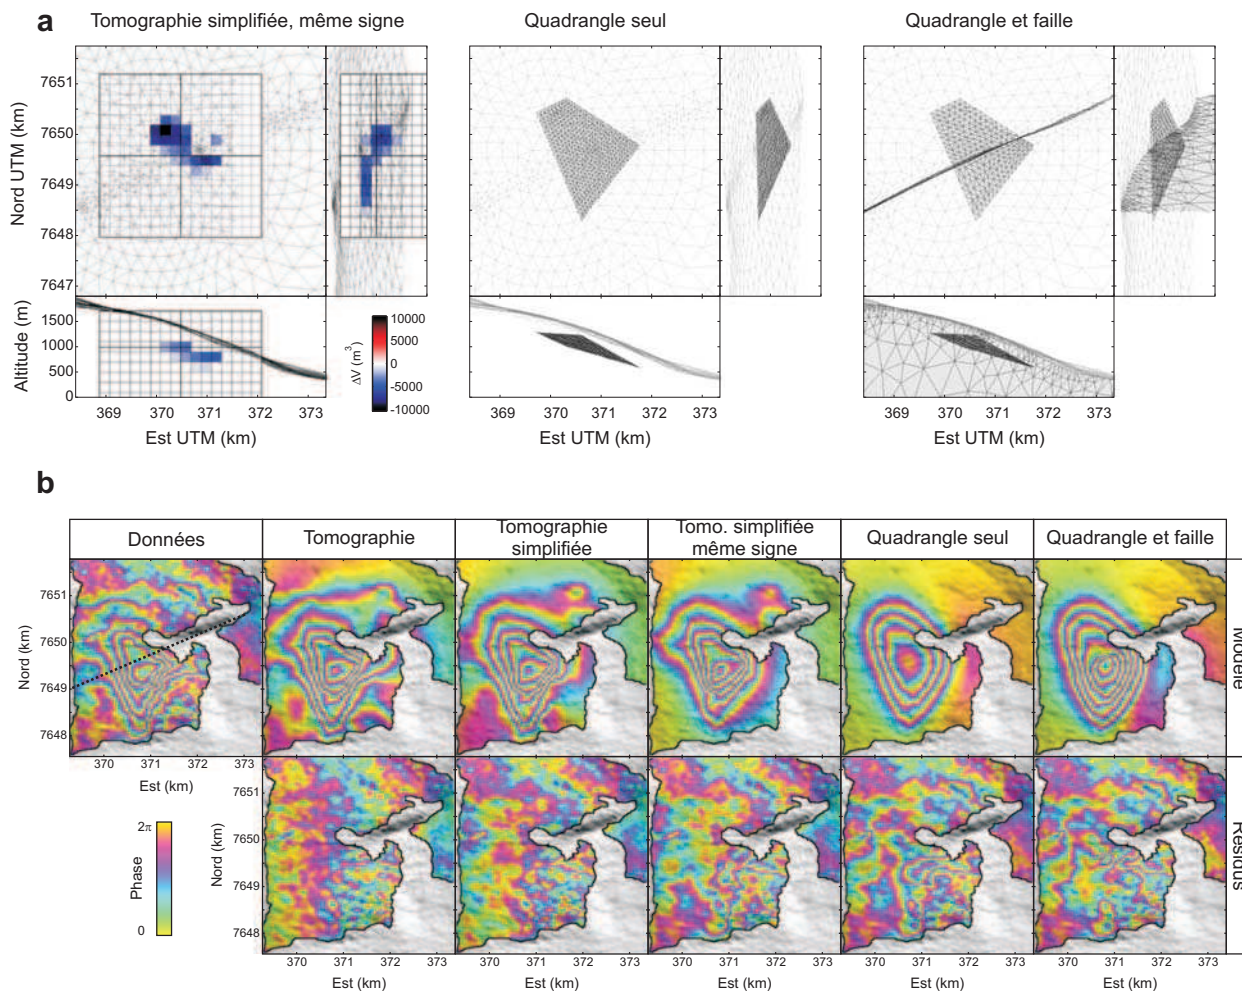 a
Tomographie simplifiée, même signe
Quadrangle seul
Quadrangle et faille
Nord UTM (km)
7651
7650
7649
7648
7647
Altitude (m)
1500
1000
500
0
369 370 371 372 373
Est UTM (km)
ΔV (m³)
10000
5000
0
-5000
-10000
369 370 371 372 373
Est UTM (km)
369 370 371 372 373
Est UTM (km)
b
Données
Tomographie
Tomographie
simplifiée
Tomo. simplifiée
même signe
Quadrangle seul
Quadrangle et faille
Nord (km)
7651
7650
7649
7648
370 371 372 373
Est (km)
Modèle
Phase
2π
0
Nord (km)
7651
7650
7649
7648
Résidus
370 371 372 373
370 371 372 373
370 371 372 373
370 371 372 373
370 371 372 373
Est (km)
Est (km)
Est (km)
Est (km)
Est (km)